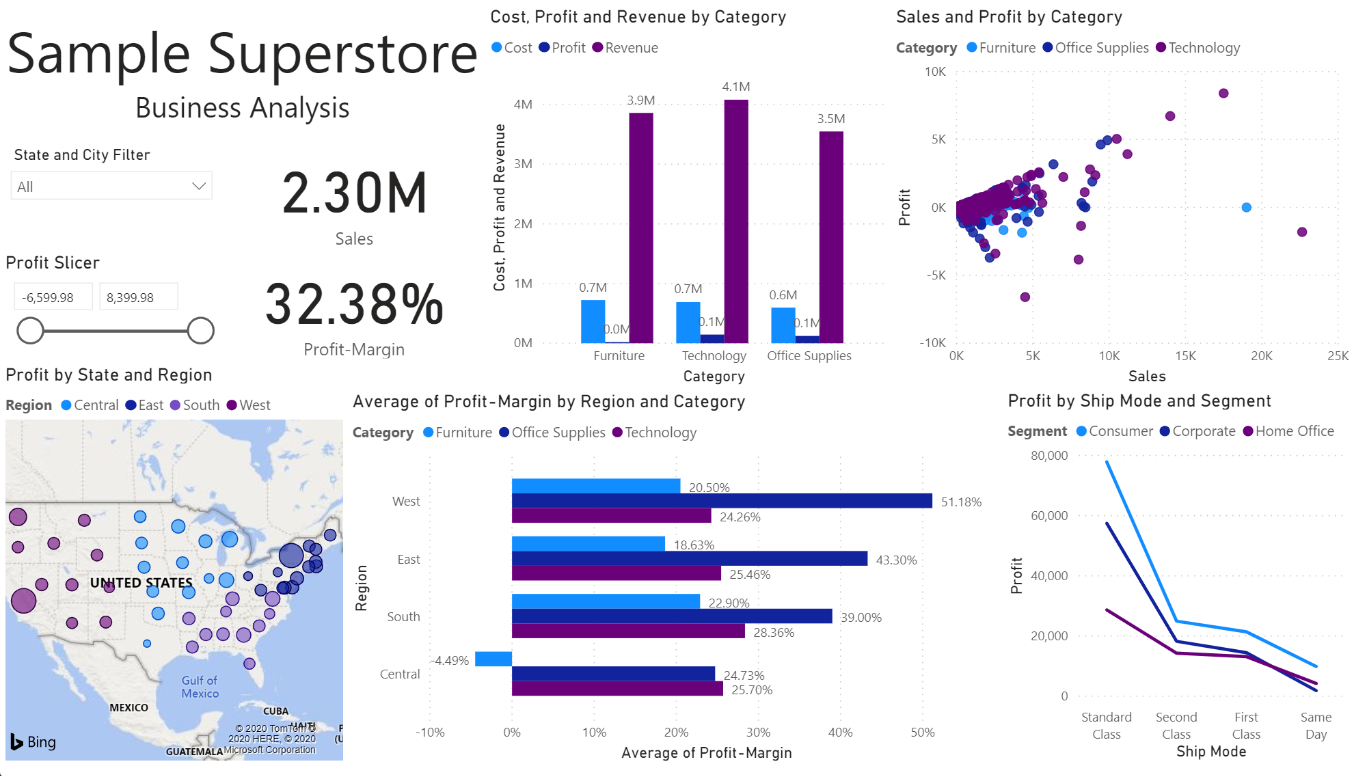 Sample Superstore
Business Analysis
State and City Filter
All
2.30M
Sales
Profit Slicer
-6,599.98 8,399.98
32.38%
Profit-Margin
Cost, Profit and Revenue by Category
Cost Profit Revenue
Cost, Profit and Revenue
4M
3M
2M
1M
0M
0.7M 0.0M 3.9M
0.7M 0.1M 4.1M
0.6M 0.1M 3.5M
Furniture Technology Office Supplies
Category
Sales and Profit by Category
Category Furniture Office Supplies Technology
Profit
10K
5K
0K
-5K
-10K
0K 5K 10K 15K 20K 25K
Sales
Profit by State and Region
Region Central East South West
UNITED STATES
Gulf of
Mexico
MEXICO
CUBA
HAITI
GUATEMALA
Bing
© 2020 TomTom ©
2020 HERE, © 2020
Microsoft Corporation
Average of Profit-Margin by Region and Category
Category Furniture Office Supplies Technology
Region
West
20.50%
51.18%
24.26%
East
18.63%
43.30%
25.46%
South
22.90%
39.00%
28.36%
Central
-4.49%
24.73%
25.70%
-10% 0% 10% 20% 30% 40% 50%
Average of Profit-Margin
Profit by Ship Mode and Segment
Segment Consumer Corporate Home Office
Profit
80,000
60,000
40,000
20,000
0
Standard Class
Second Class
First Class
Same Day
Ship Mode